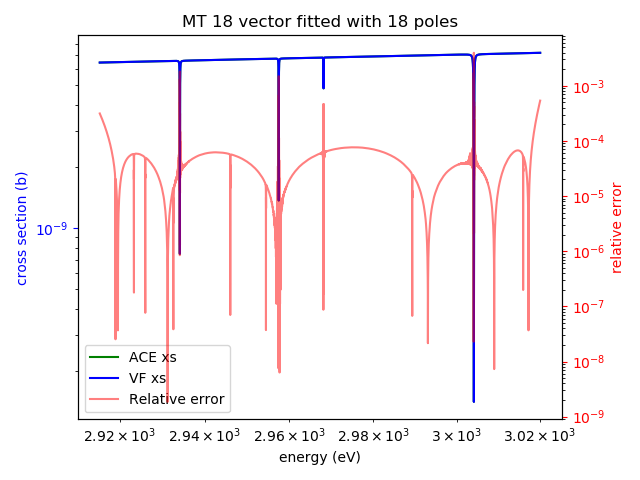 MT 18 vector fitted with 18 poles
cross section (b)
10⁻⁹
ACE xs
VF xs
Relative error
10⁻³
10⁻⁴
10⁻⁵
10⁻⁶
10⁻⁷
10⁻⁸
10⁻⁹
relative error
2.92 × 10³ 2.94 × 10³ 2.96 × 10³ 2.98 × 10³ 3 × 10³ 3.02 × 10³
energy (eV)